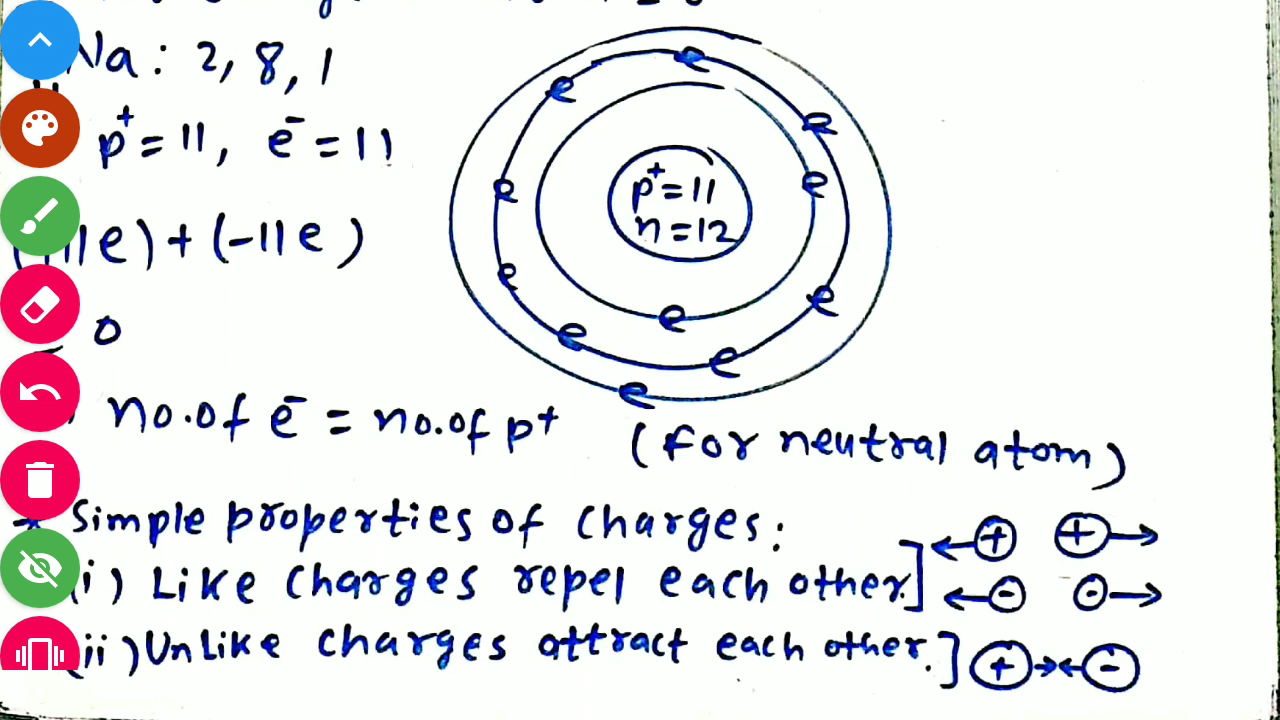 Na: 2, 8, 1
p⁺ = 11, e⁻ = 11
11e) + (-11e)
0
no. of e⁻ = no. of p⁺ (for neutral atom)
e
e
e
e
e
p⁺ = 11
n = 12
e
e
e
e
e
e
Simple properties of charges:
(i) Like charges repel each other.] + +
- -
(ii) Unlike charges attract each other.] + -